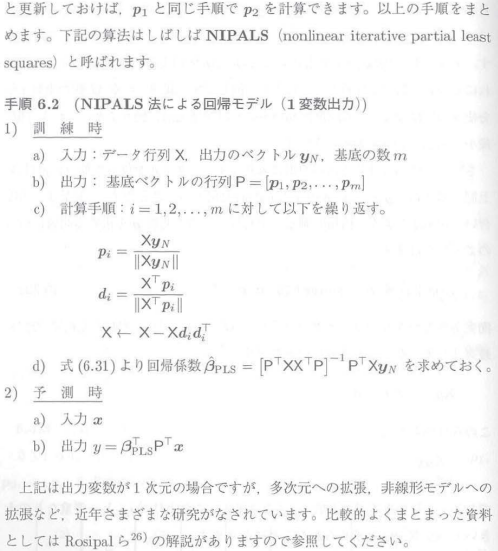 と更新しておけば，p₁ と同じ手順で p₂ を計算できます。以上の手順をまと
めます。下記の算法はしばしば NIPALS（nonlinear iterative partial least
squares）と呼ばれます。
手順 6.2 （NIPALS 法による回帰モデル（1 変数出力））
1) 訓 練 時
a) 入力：データ行列 X，出力のベクトル y_N，基底の数 m
b) 出力： 基底ベクトルの行列 P = [p₁, p₂, . . . , p_m]
c) 計算手順：i = 1, 2, . . . , m に対して以下を繰り返す。
p_i = Xy_N / ‖Xy_N‖
d_i = X^⊤p_i / ‖X^⊤p_i‖
X ← X − Xd_i d_i^⊤
d) 式 (6.31) より回帰係数 β̂_PLS = [P^⊤XX^⊤P]^−1 P^⊤Xy_N を求めておく。
2) 予 測 時
a) 入力 x
b) 出力 y = β_PLS^⊤ P^⊤ x
上記は出力変数が 1 次元の場合ですが，多次元への拡張，非線形モデルへの
拡張など，近年さまざまな研究がなされています。比較的よくまとまった資料
としては Rosipal ら26) の解説がありますので参照してください。